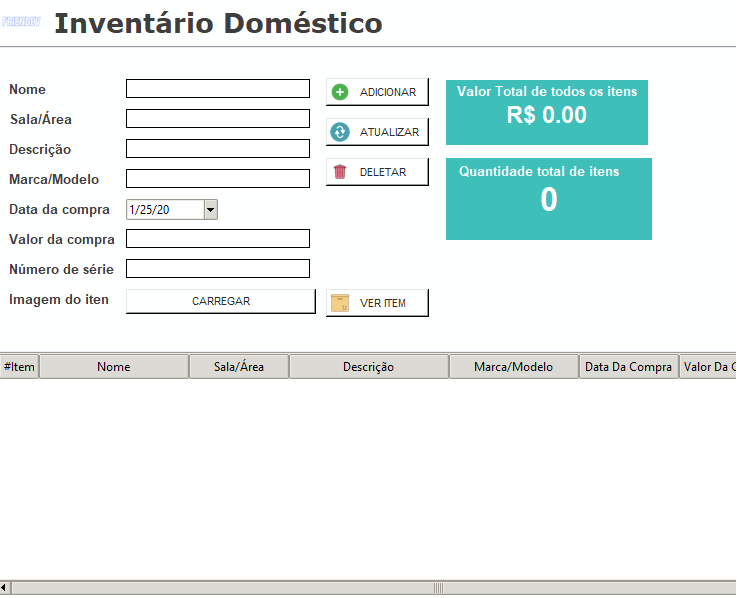 FRIENDEV Inventário Doméstico
Nome
ADICIONAR
Valor Total de todos os itens
R$ 0.00
Sala/Área
ATUALIZAR
Descrição
Marca/Modelo
DELETAR
Quantidade total de itens
0
Data da compra
1/25/20
Valor da compra
Número de série
Imagem do iten
CARREGAR
VER ITEM
#Item Nome Sala/Área Descrição Marca/Modelo Data Da Compra Valor Da